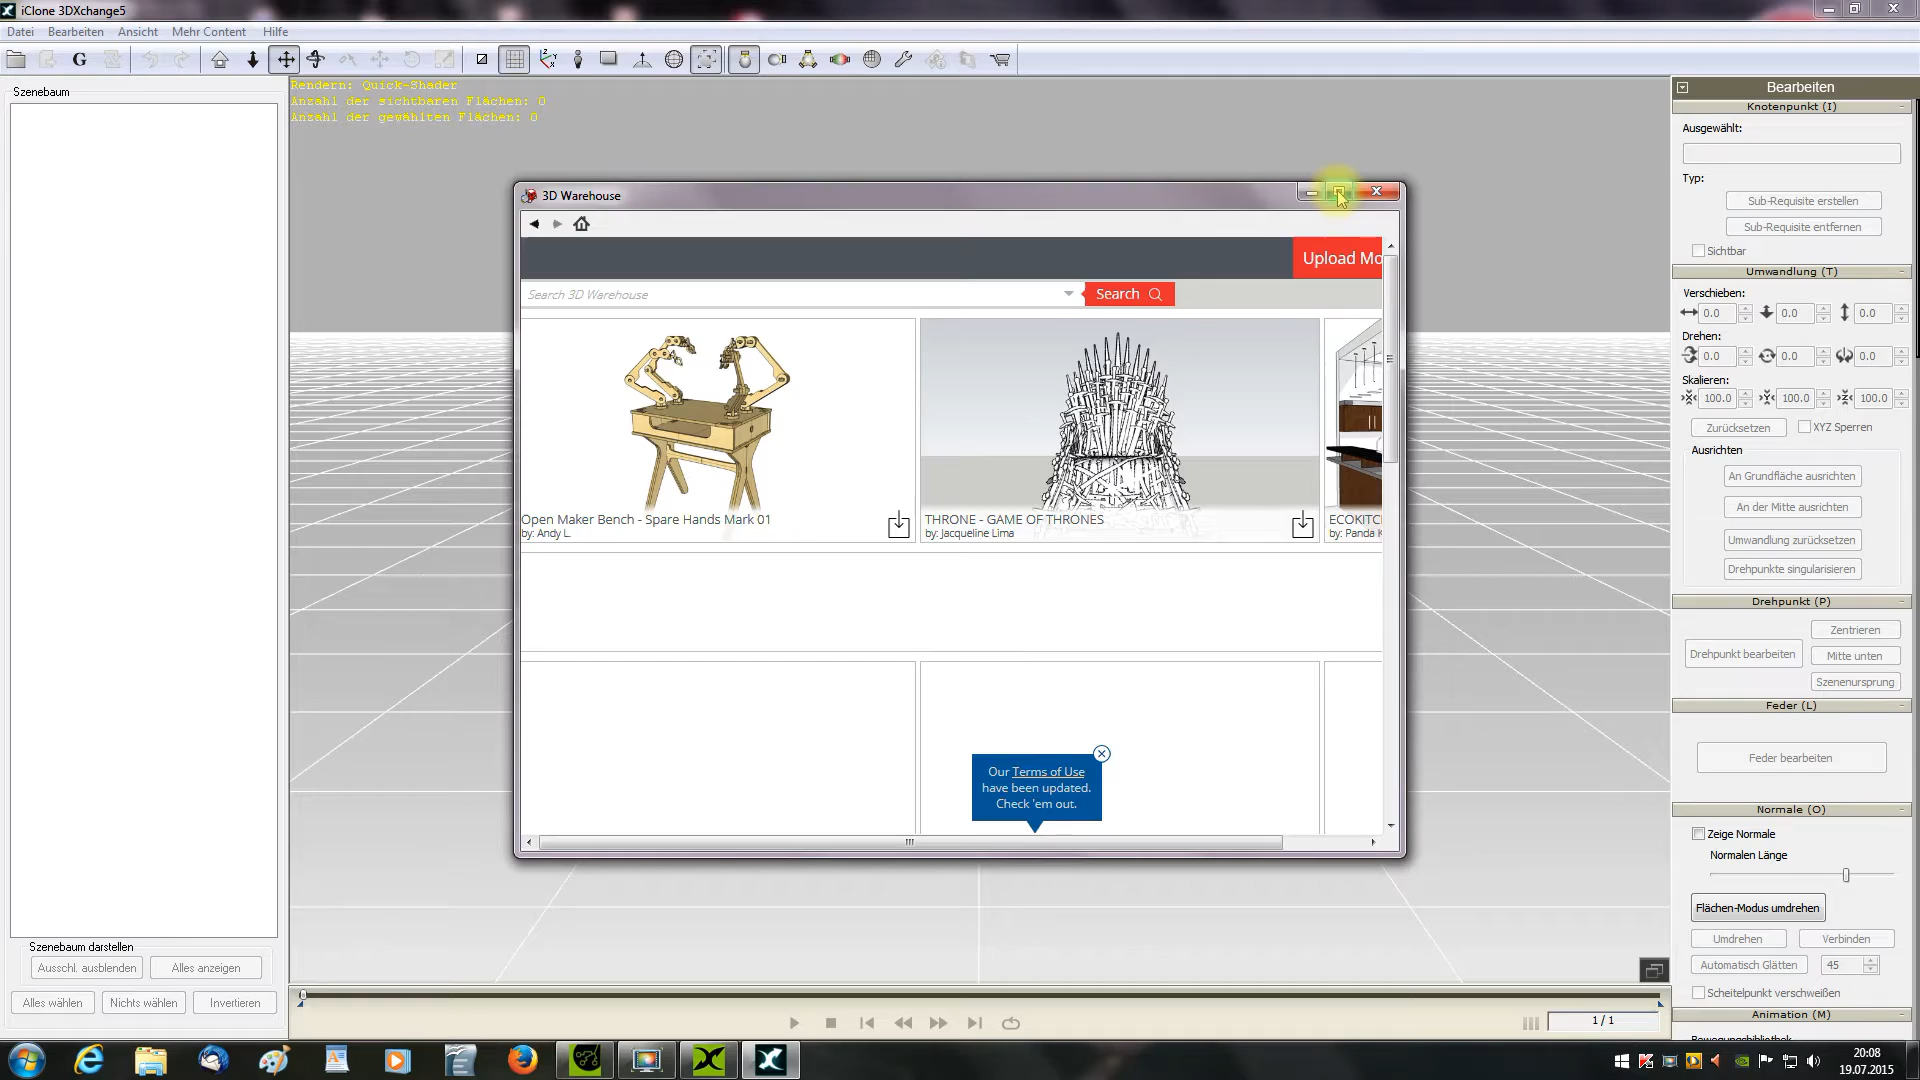 iClone 3DXchange5
Datei Bearbeiten Ansicht Mehr Content Hilfe
G
Szenebaum
Rendern: Quick-Shader
Anzahl der sichtbaren Flächen: 0
Anzahl der gewählten Flächen: 0
3D Warehouse
Upload Mo
Search 3D Warehouse
Search
Open Maker Bench - Spare Hands Mark 01
by: Andy L.
THRONE - GAME OF THRONES
by: Jacqueline Lima
ECOKITC
by: Panda K
Our Terms of Use
have been updated.
Check 'em out.
Szenebaum darstellen
Ausschl. ausblenden Alles anzeigen
Alles wählen Nichts wählen Invertieren
1 / 1
Bearbeiten
Knotenpunkt (I)
Ausgewählt:
Typ:
Sub-Requisite erstellen
Sub-Requisite entfernen
Sichtbar
Umwandlung (T)
Verschieben:
0.0 0.0 0.0
Drehen:
0.0 0.0 0.0
Skalieren:
100.0 100.0 100.0
Zurücksetzen XYZ Sperren
Ausrichten
An Grundfläche ausrichten
An der Mitte ausrichten
Umwandlung zurücksetzen
Drehpunkte singularisieren
Drehpunkt (P)
Zentrieren
Drehpunkt bearbeiten
Mitte unten
Szenenursprung
Feder (L)
Feder bearbeiten
Normale (O)
Zeige Normale
Normalen Länge
Flächen-Modus umdrehen
Umdrehen Verbinden
Automatisch Glätten 45
Scheitelpunkt verschweißen
Animation (M)
Bewegungsbibliothek
20:08
19.07.2015